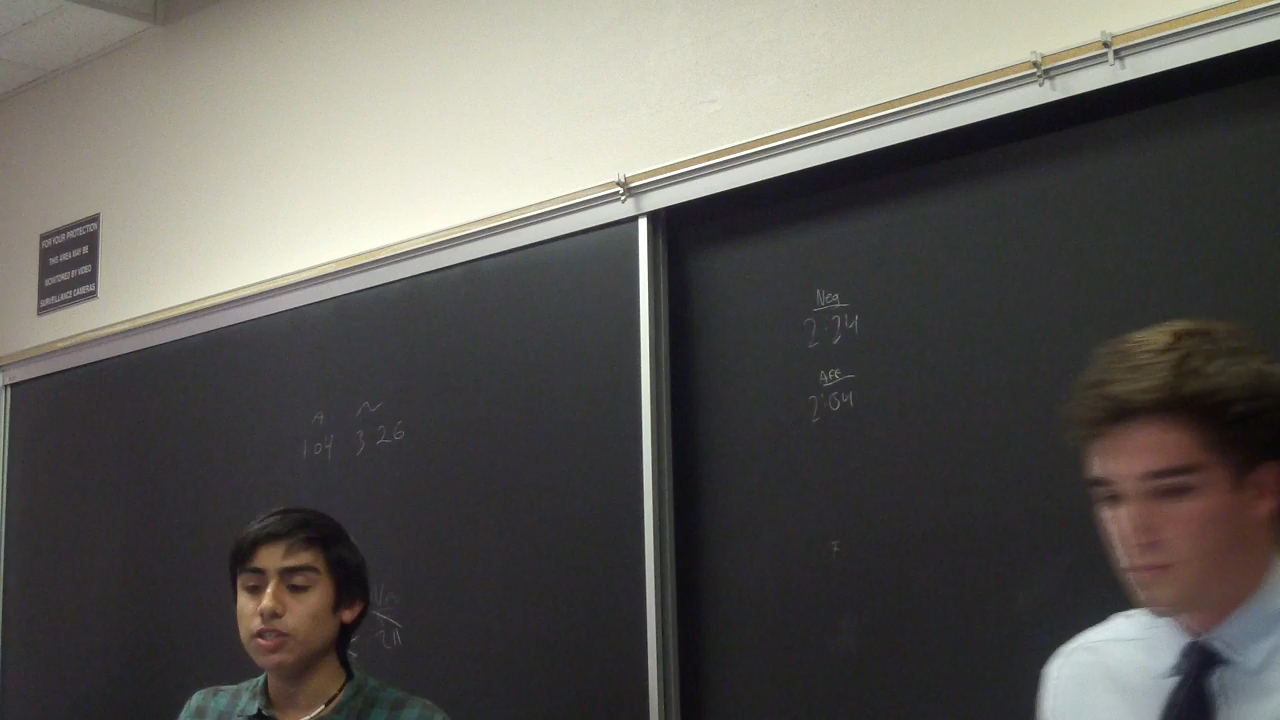 FOR YOUR PROTECTION
THIS AREA MAY BE
MONITORED BY VIDEO
SURVEILLANCE CAMERAS
A N
1 04 3 26
Neg
2:24
Aff
2:04